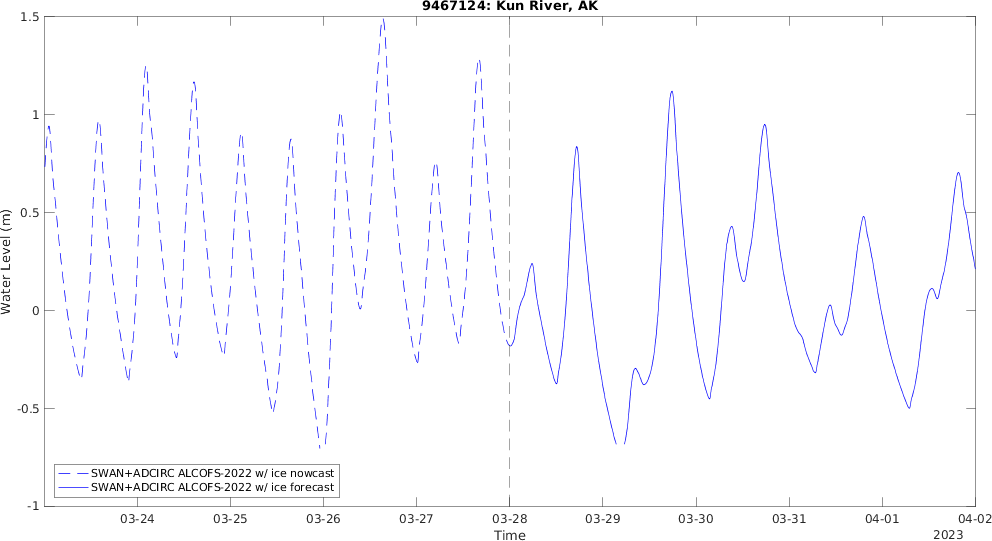 9467124: Kun River, AK
1.5
1
0.5
0
-0.5
-1
Water Level (m)
SWAN+ADCIRC ALCOFS-2022 w/ ice nowcast
SWAN+ADCIRC ALCOFS-2022 w/ ice forecast
03-24 03-25 03-26 03-27 03-28 03-29 03-30 03-31 04-01 04-02
Time
2023